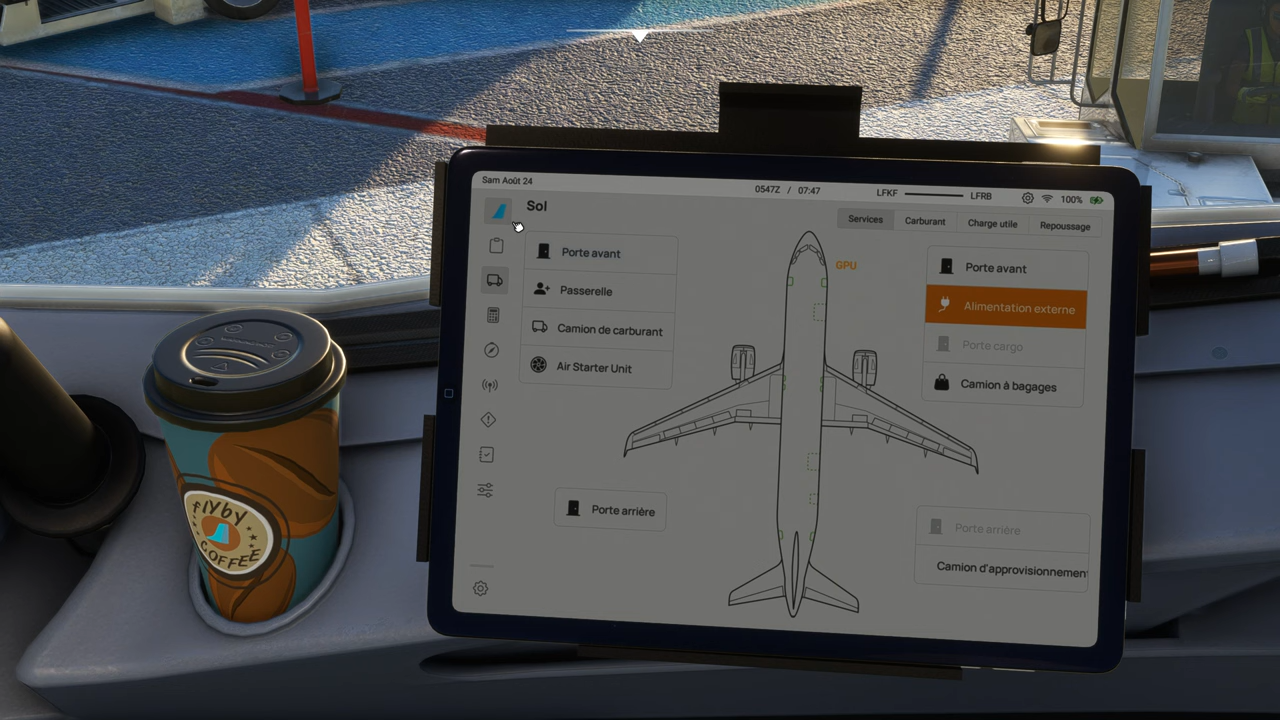 Sam Août 24
0547Z / 07:47
LFKF
LFRB
100%
Sol
Services
Carburant
Charge utile
Repoussage
Porte avant
Passerelle
Camion de carburant
Air Starter Unit
GPU
Porte avant
Alimentation externe
Porte cargo
Camion à bagages
Porte arrière
Porte arrière
Camion d'approvisionnemen
flyby
COFFEE